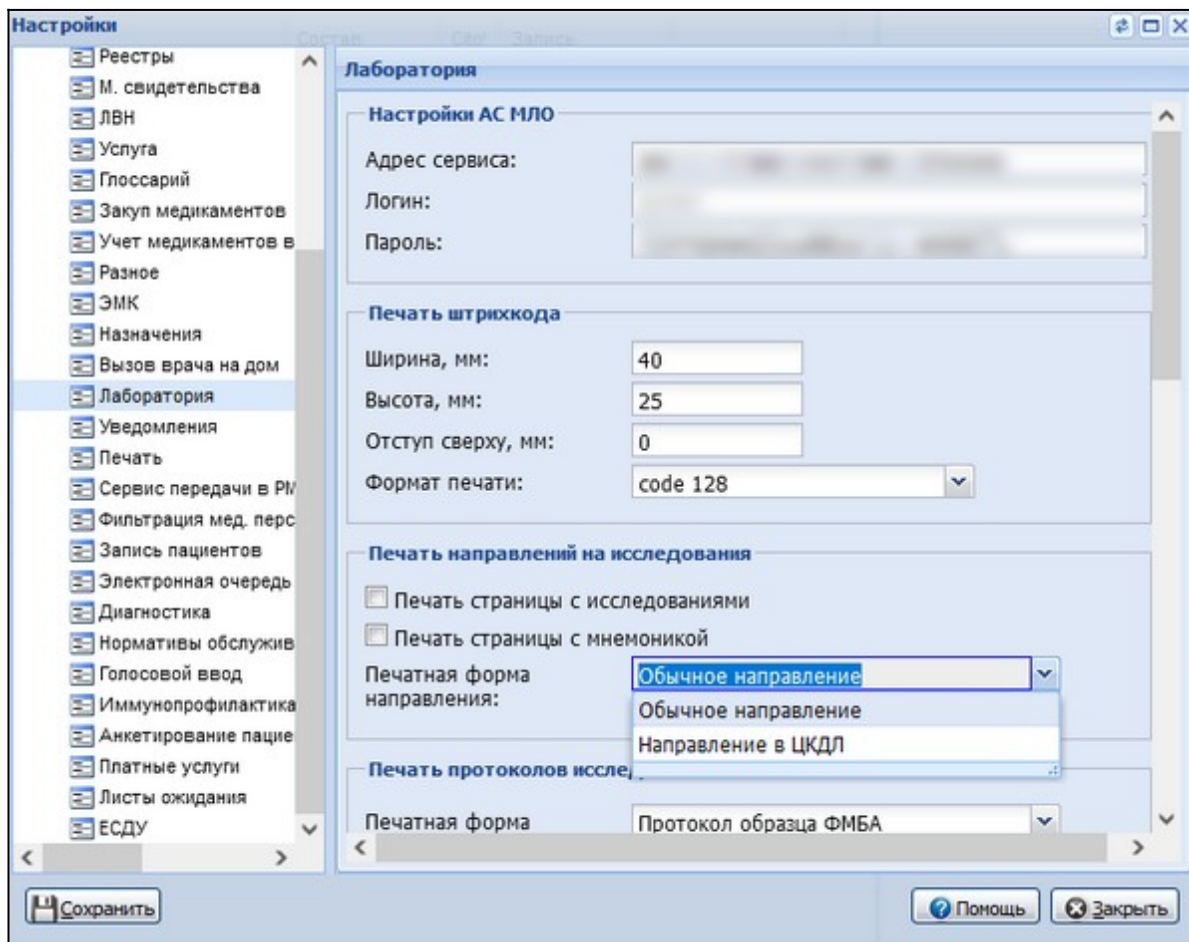 Настройки
Состав Cito! Запись
Реестры
М. свидетельства
ЛВН
Услуга
Глоссарий
Закуп медикаментов
Учет медикаментов в
Разное
ЭМК
Назначения
Вызов врача на дом
Лаборатория
Уведомления
Печать
Сервис передачи в РМ
Фильтрация мед. перс
Запись пациентов
Электронная очередь
Диагностика
Нормативы обслужив
Голосовой ввод
Иммунопрофилактика
Анкетирование пацие
Платные услуги
Листы ожидания
ЕСДУ
Лаборатория
Настройки АС МЛО
Адрес сервиса:
Логин:
Пароль:
Печать штрихкода
Ширина, мм: 40
Высота, мм: 25
Отступ сверху, мм: 0
Формат печати: code 128
Печать направлений на исследования
Печать страницы с исследованиями
Печать страницы с мнемоникой
Печатная форма направления: Обычное направление
Обычное направление
Направление в ЦКДЛ
Печать протоколов иссле
Печатная форма Протокол образца ФМБА
Сохранить Помощь Закрыть